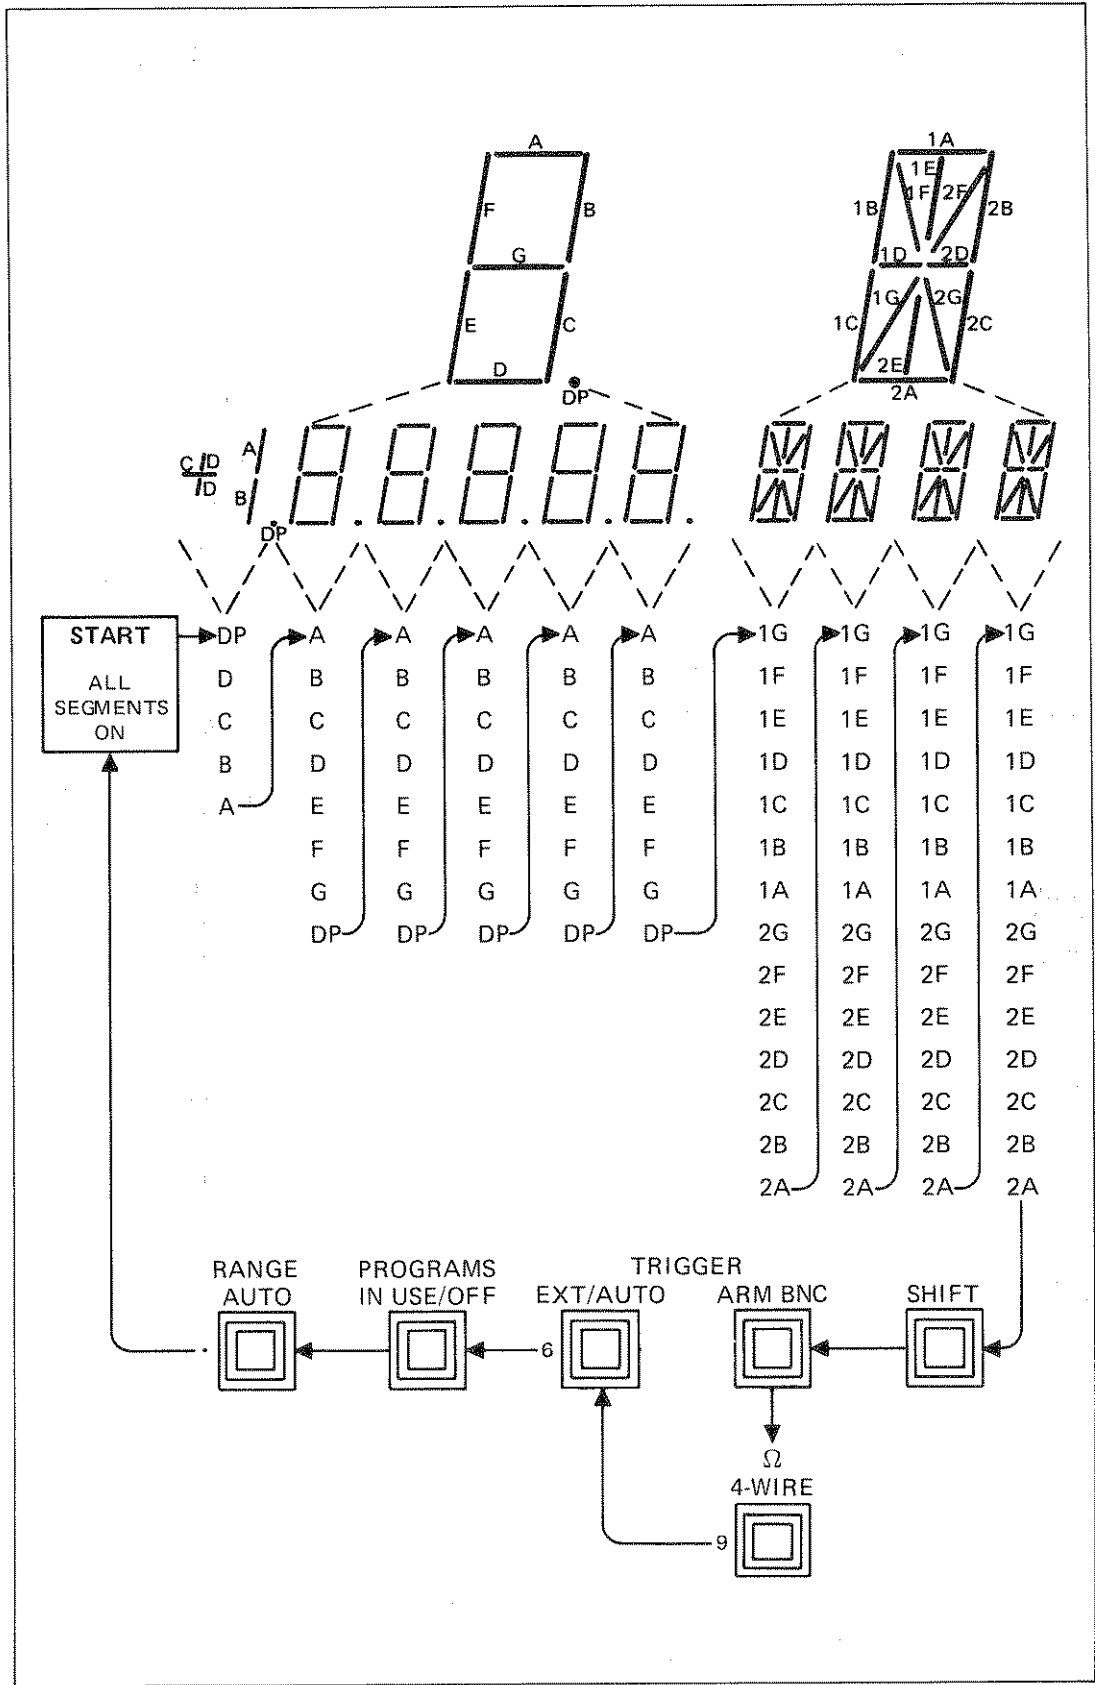 A
F
B
G
E
C
D
DP
1A
1E
1F 2F
1B
2B
1D 2D
1G 2G
1C
2C
2E
2A
C/D
/D
A
B
DP
START
ALL
SEGMENTS
ON
DP A A A A A 1G 1G 1G 1G
D B B B B B 1F 1F 1F 1F
C C C C C C 1E 1E 1E 1E
B D D D D D 1D 1D 1D 1D
A E E E E E 1C 1C 1C 1C
F F F F F 1B 1B 1B 1B
G G G G G 1A 1A 1A 1A
DP DP DP DP DP 2G 2G 2G 2G
2F 2F 2F 2F
2E 2E 2E 2E
2D 2D 2D 2D
2C 2C 2C 2C
2B 2B 2B 2B
2A 2A 2A 2A
RANGE
AUTO
PROGRAMS
IN USE/OFF
TRIGGER
EXT/AUTO
ARM BNC
SHIFT
.
6
Ω
4-WIRE
9